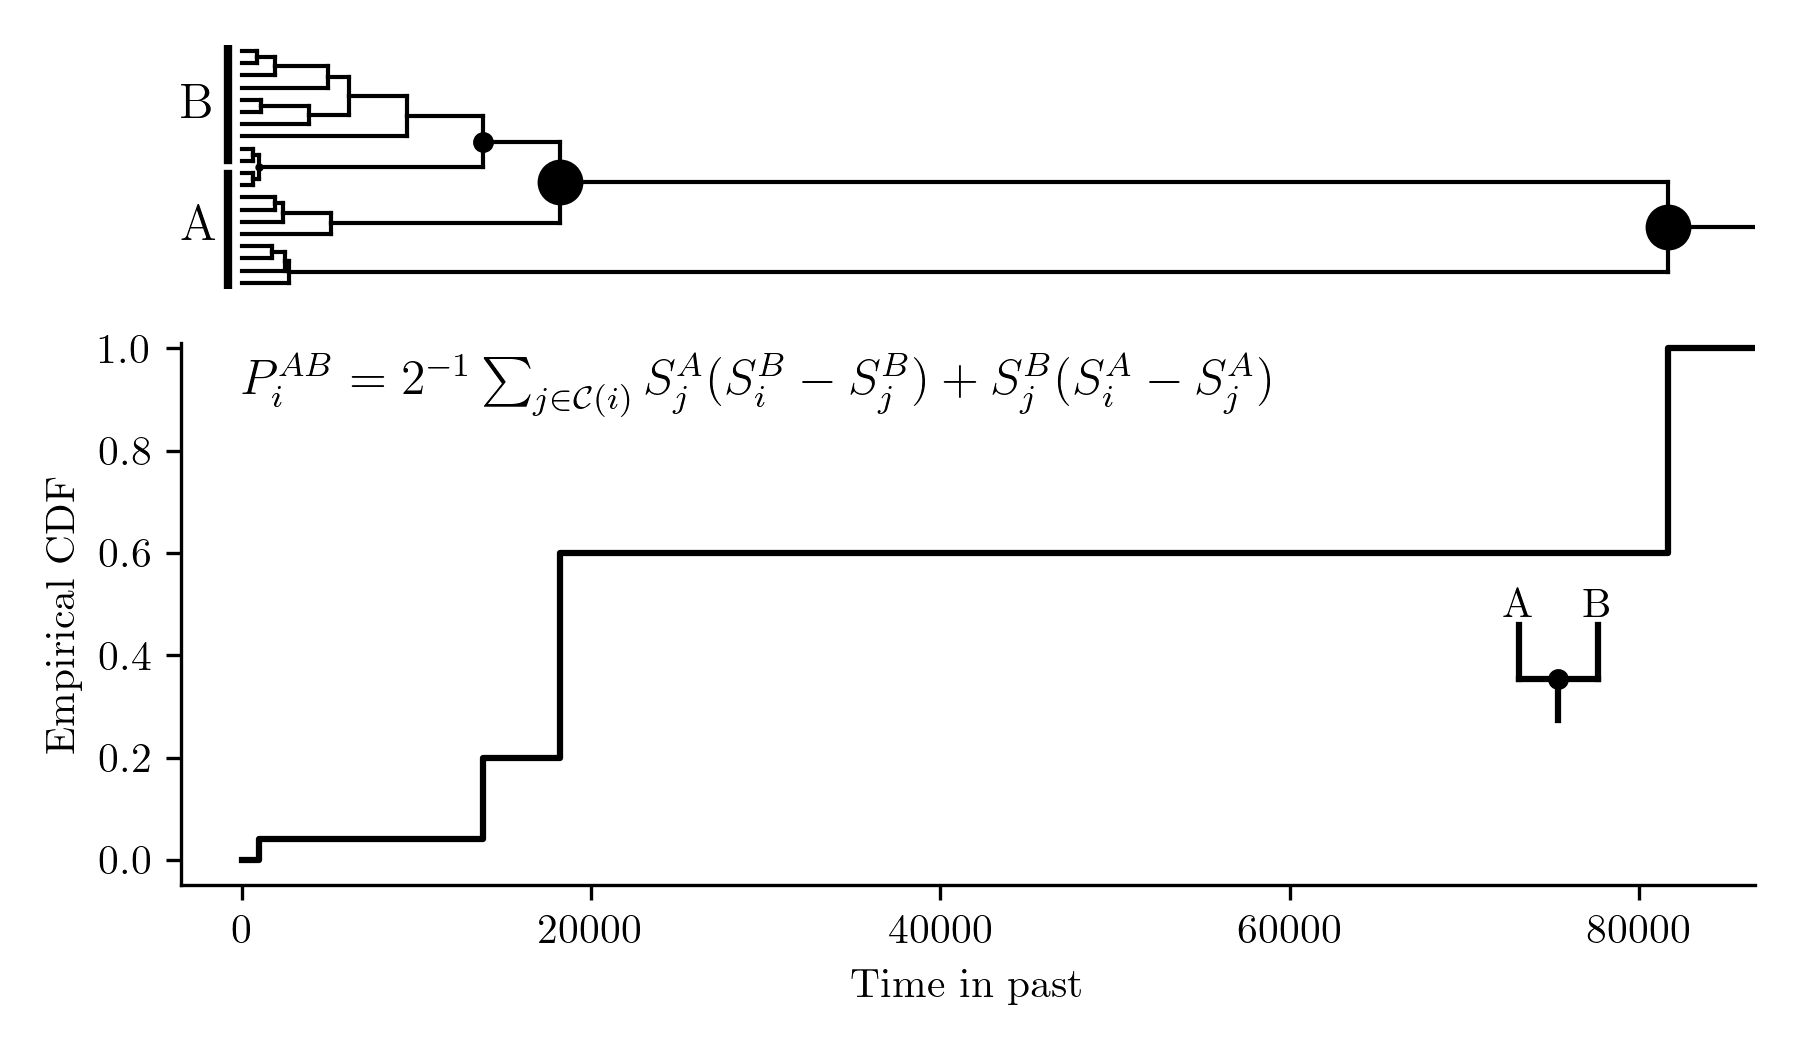 B
A
1.0
P_i^{AB} = 2^{-1} \sum_{j \in \mathcal{C}(i)} S_j^A (S_i^B - S_j^B) + S_j^B (S_i^A - S_j^A)
0.8
0.6
0.4
0.2
0.0
Empirical CDF
A B
0 20000 40000 60000 80000
Time in past